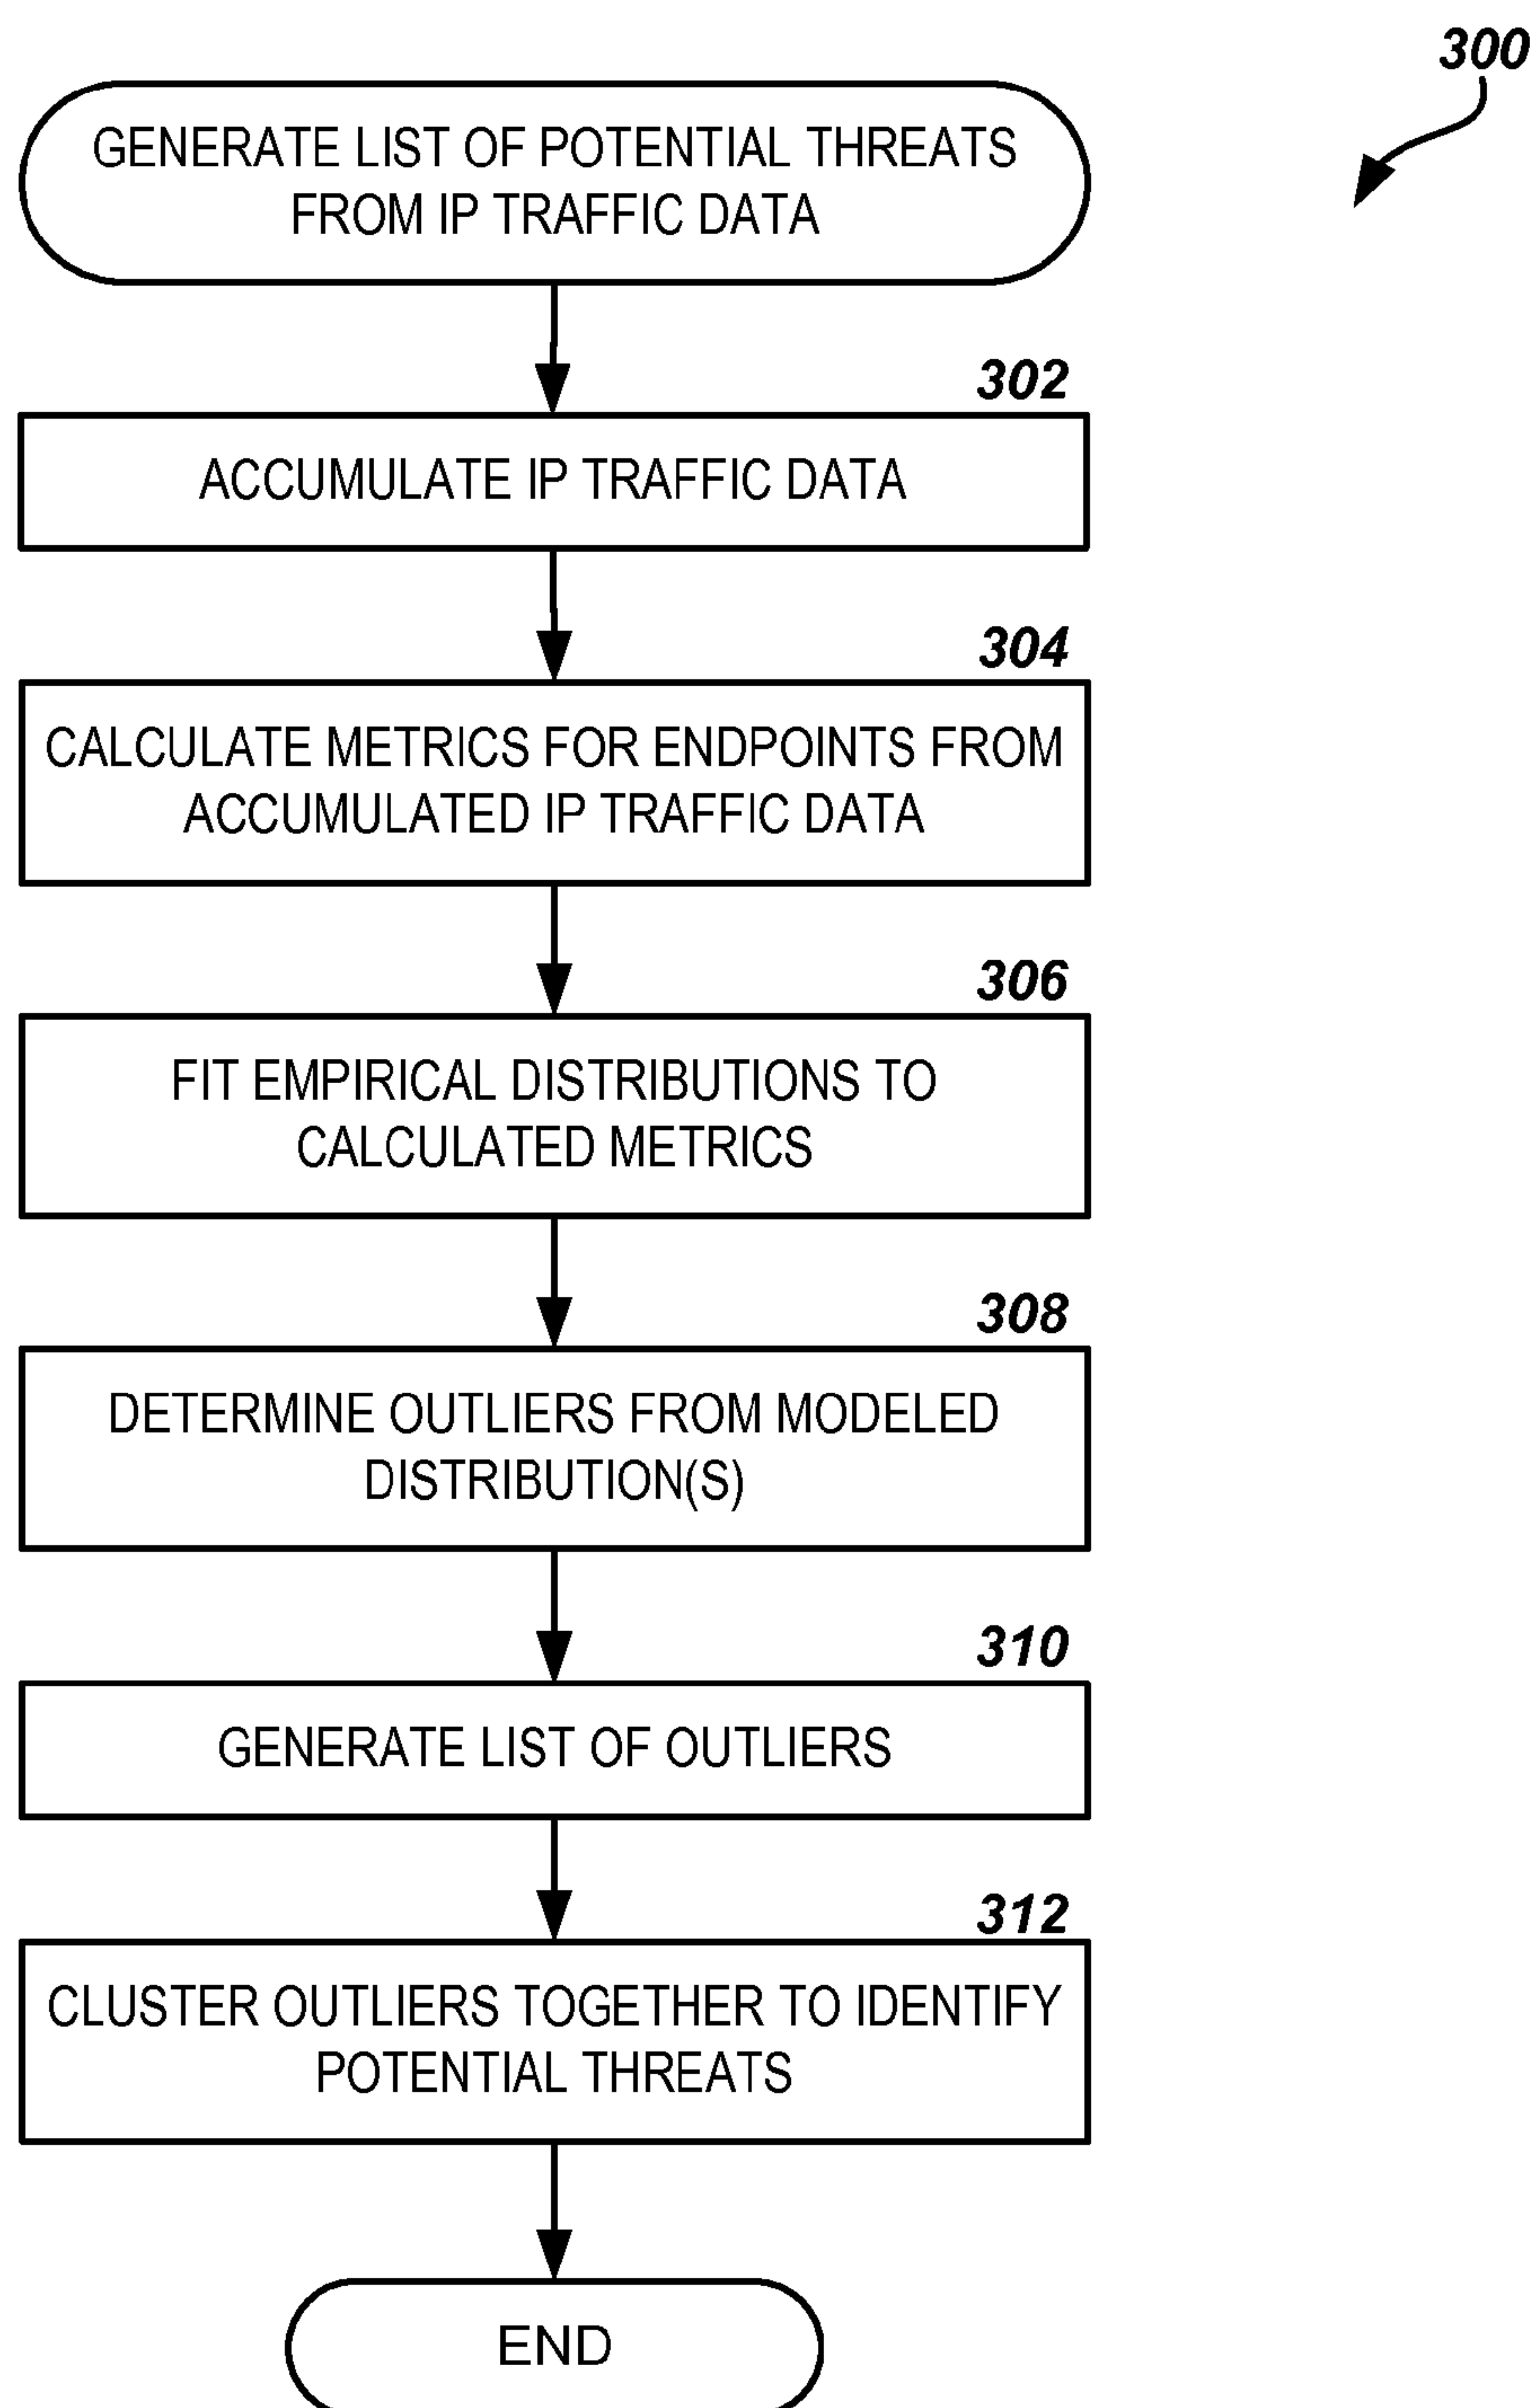 300
GENERATE LIST OF POTENTIAL THREATS
FROM IP TRAFFIC DATA
302
ACCUMULATE IP TRAFFIC DATA
304
CALCULATE METRICS FOR ENDPOINTS FROM
ACCUMULATED IP TRAFFIC DATA
306
FIT EMPIRICAL DISTRIBUTIONS TO
CALCULATED METRICS
308
DETERMINE OUTLIERS FROM MODELED
DISTRIBUTION(S)
310
GENERATE LIST OF OUTLIERS
312
CLUSTER OUTLIERS TOGETHER TO IDENTIFY
POTENTIAL THREATS
END